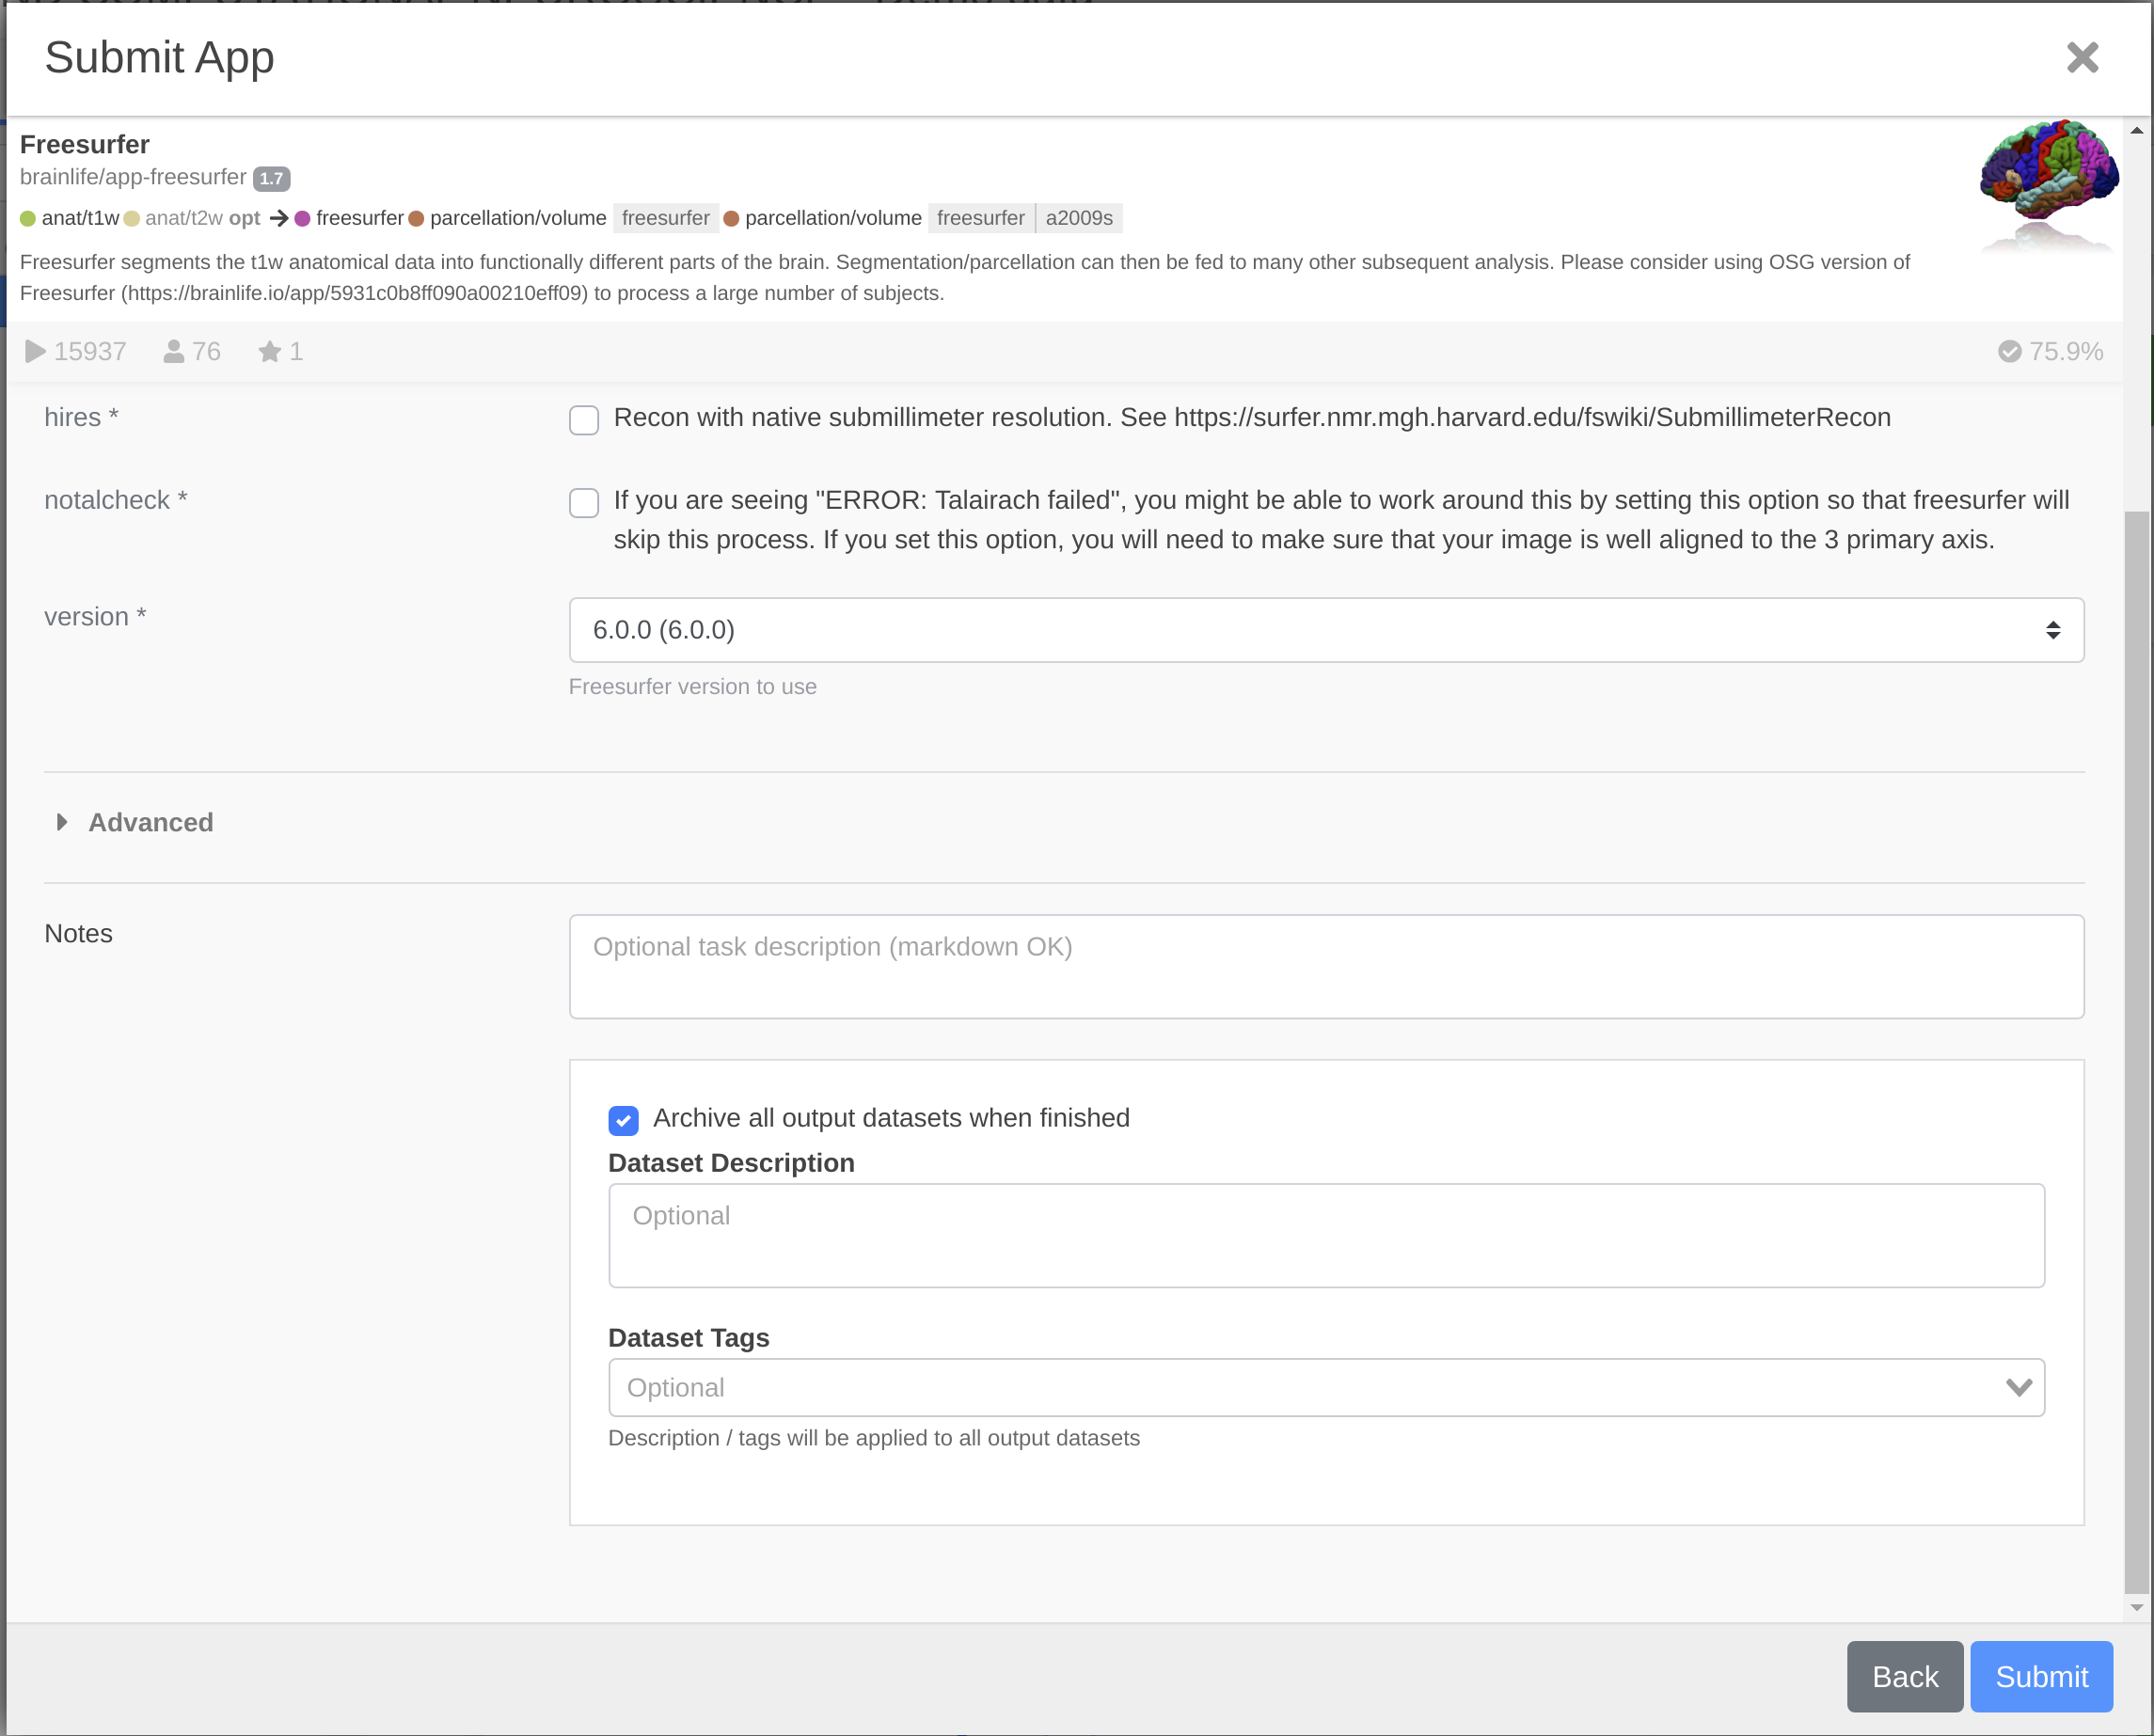 Submit App
Freesurfer
brainlife/app-freesurfer 1.7
anat/t1w anat/t2w opt freesurfer parcellation/volume freesurfer parcellation/volume freesurfer a2009s
Freesurfer segments the t1w anatomical data into functionally different parts of the brain. Segmentation/parcellation can then be fed to many other subsequent analysis. Please consider using OSG version of
Freesurfer (https://brainlife.io/app/5931c0b8ff090a00210eff09) to process a large number of subjects.
15937 76 1 75.9%
hires * Recon with native submillimeter resolution. See https://surfer.nmr.mgh.harvard.edu/fswiki/SubmillimeterRecon
notalcheck * If you are seeing "ERROR: Talairach failed", you might be able to work around this by setting this option so that freesurfer will
skip this process. If you set this option, you will need to make sure that your image is well aligned to the 3 primary axis.
version * 6.0.0 (6.0.0)
Freesurfer version to use
Advanced
Notes Optional task description (markdown OK)
Archive all output datasets when finished
Dataset Description
Optional
Dataset Tags
Optional
Description / tags will be applied to all output datasets
Back Submit